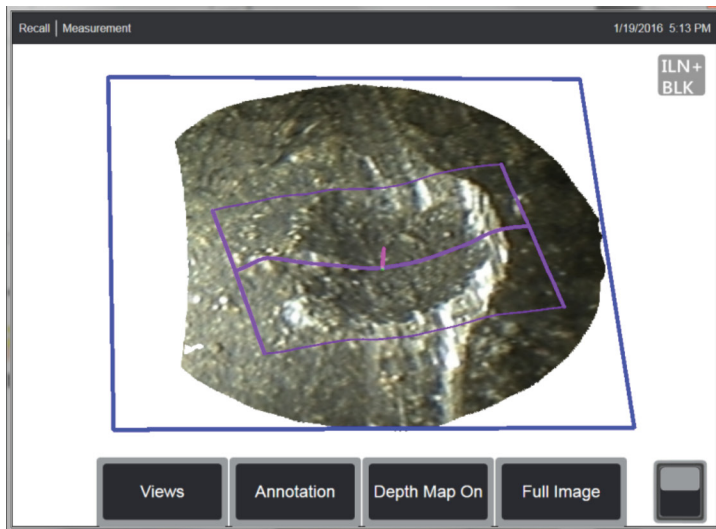 Recall | Measurement
1/19/2016 5:13 PM
ILN+
BLK
Views
Annotation
Depth Map On
Full Image